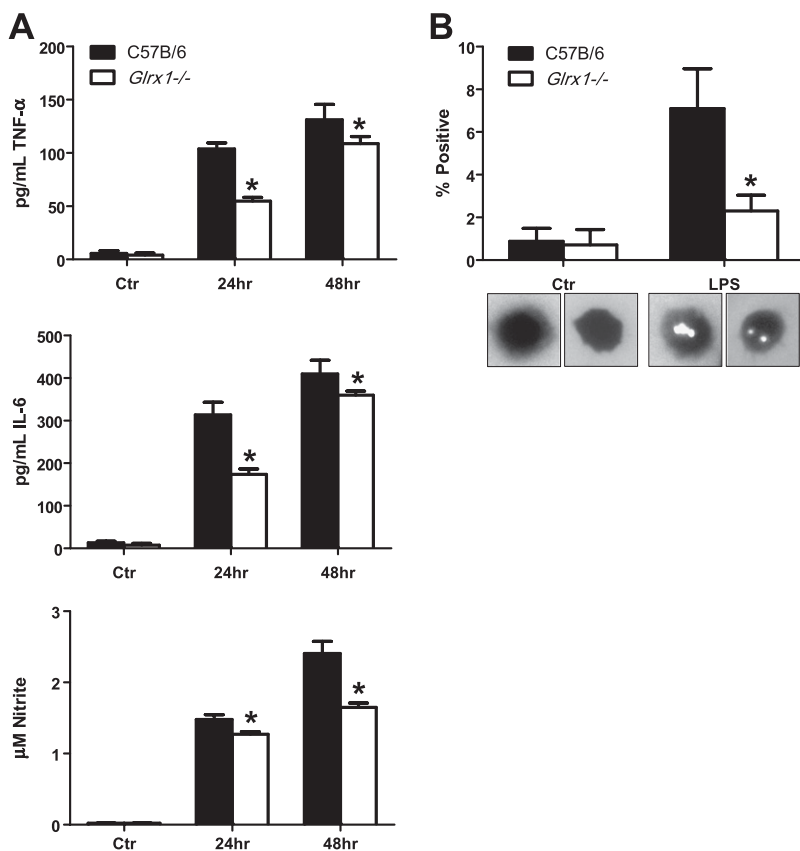 A
200
150
100
50
0
pg/mL TNF-α
C57B/6
Glrx1-/-
*
*
Ctr 24hr 48hr
500
400
300
200
100
0
pg/mL IL-6
*
*
Ctr 24hr 48hr
3
2
1
0
µM Nitrite
*
*
Ctr 24hr 48hr
B
10
8
6
4
2
0
% Positive
C57B/6
Glrx1-/-
*
Ctr LPS